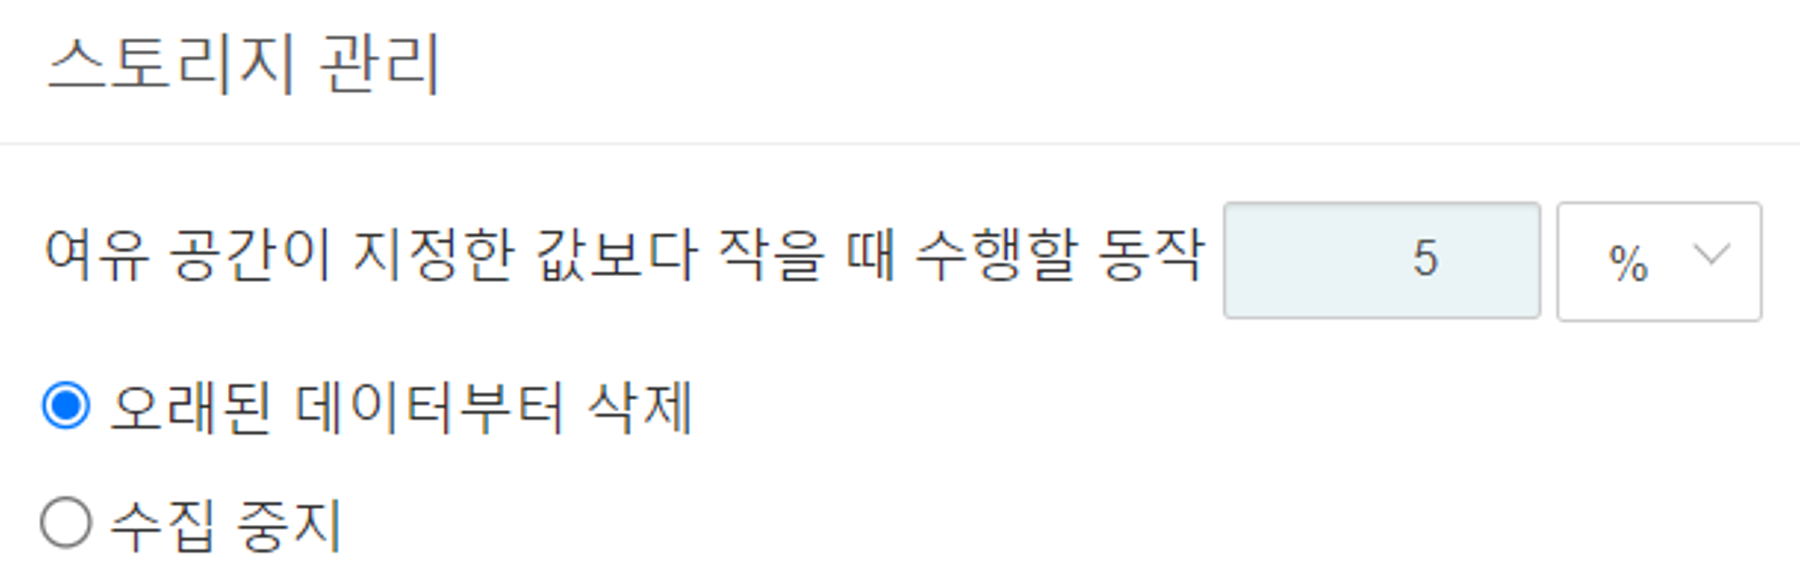 스토리지 관리
여유 공간이 지정한 값보다 작을 때 수행할 동작 5 %
오래된 데이터부터 삭제
수집 중지